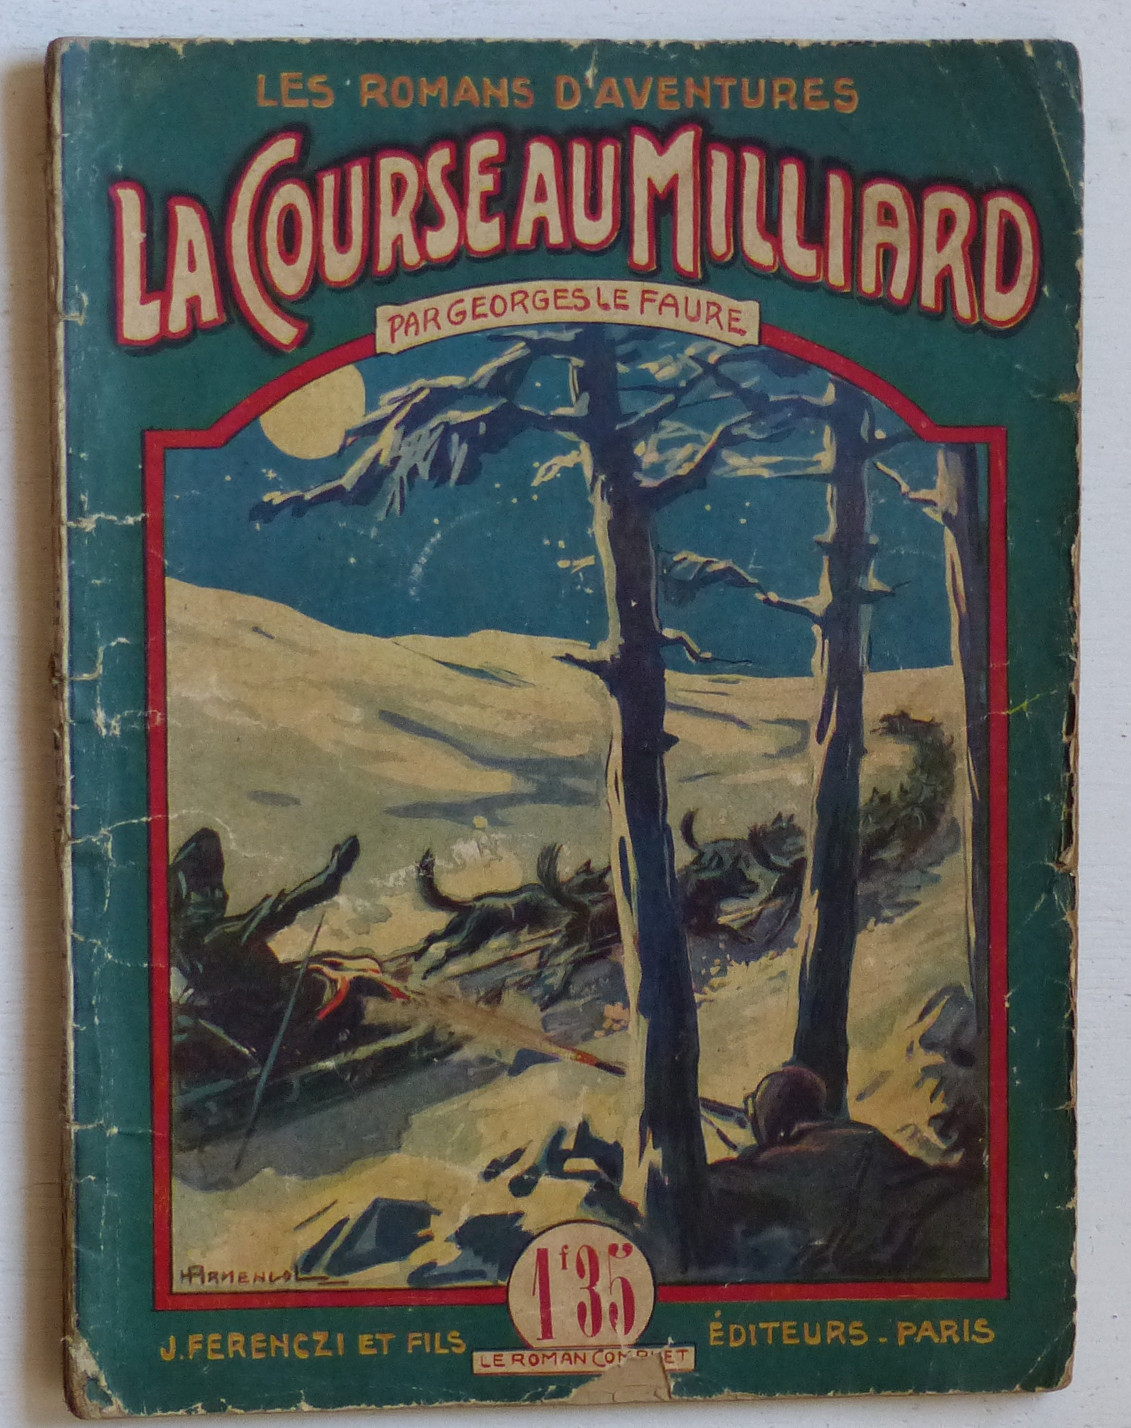 LES ROMANS D'AVENTURES
LA COURSE AU MILLIARD
PAR GEORGES LE FAURE
HARMENGOL
1f35
J. FERENCZI ET FILS
ÉDITEURS - PARIS
LE ROMAN COMPLET